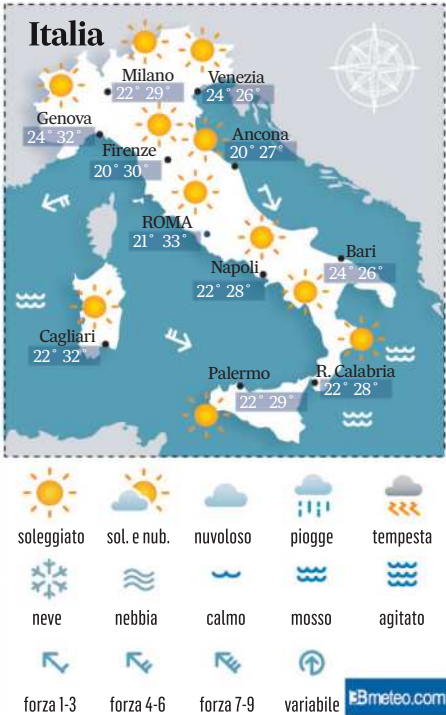 Italia
Milano
22° 29°
Venezia
24° 26°
Genova
24° 32°
Firenze
20° 30°
Ancona
20° 27°
ROMA
21° 33°
Bari
24° 26°
Napoli
22° 28°
Cagliari
22° 32°
Palermo
22° 29°
R. Calabria
22° 28°
soleggiato sol. e nub. nuvoloso piogge tempesta
neve nebbia calmo mosso agitato
forza 1-3 forza 4-6 forza 7-9 variabile
3Bmeteo.com